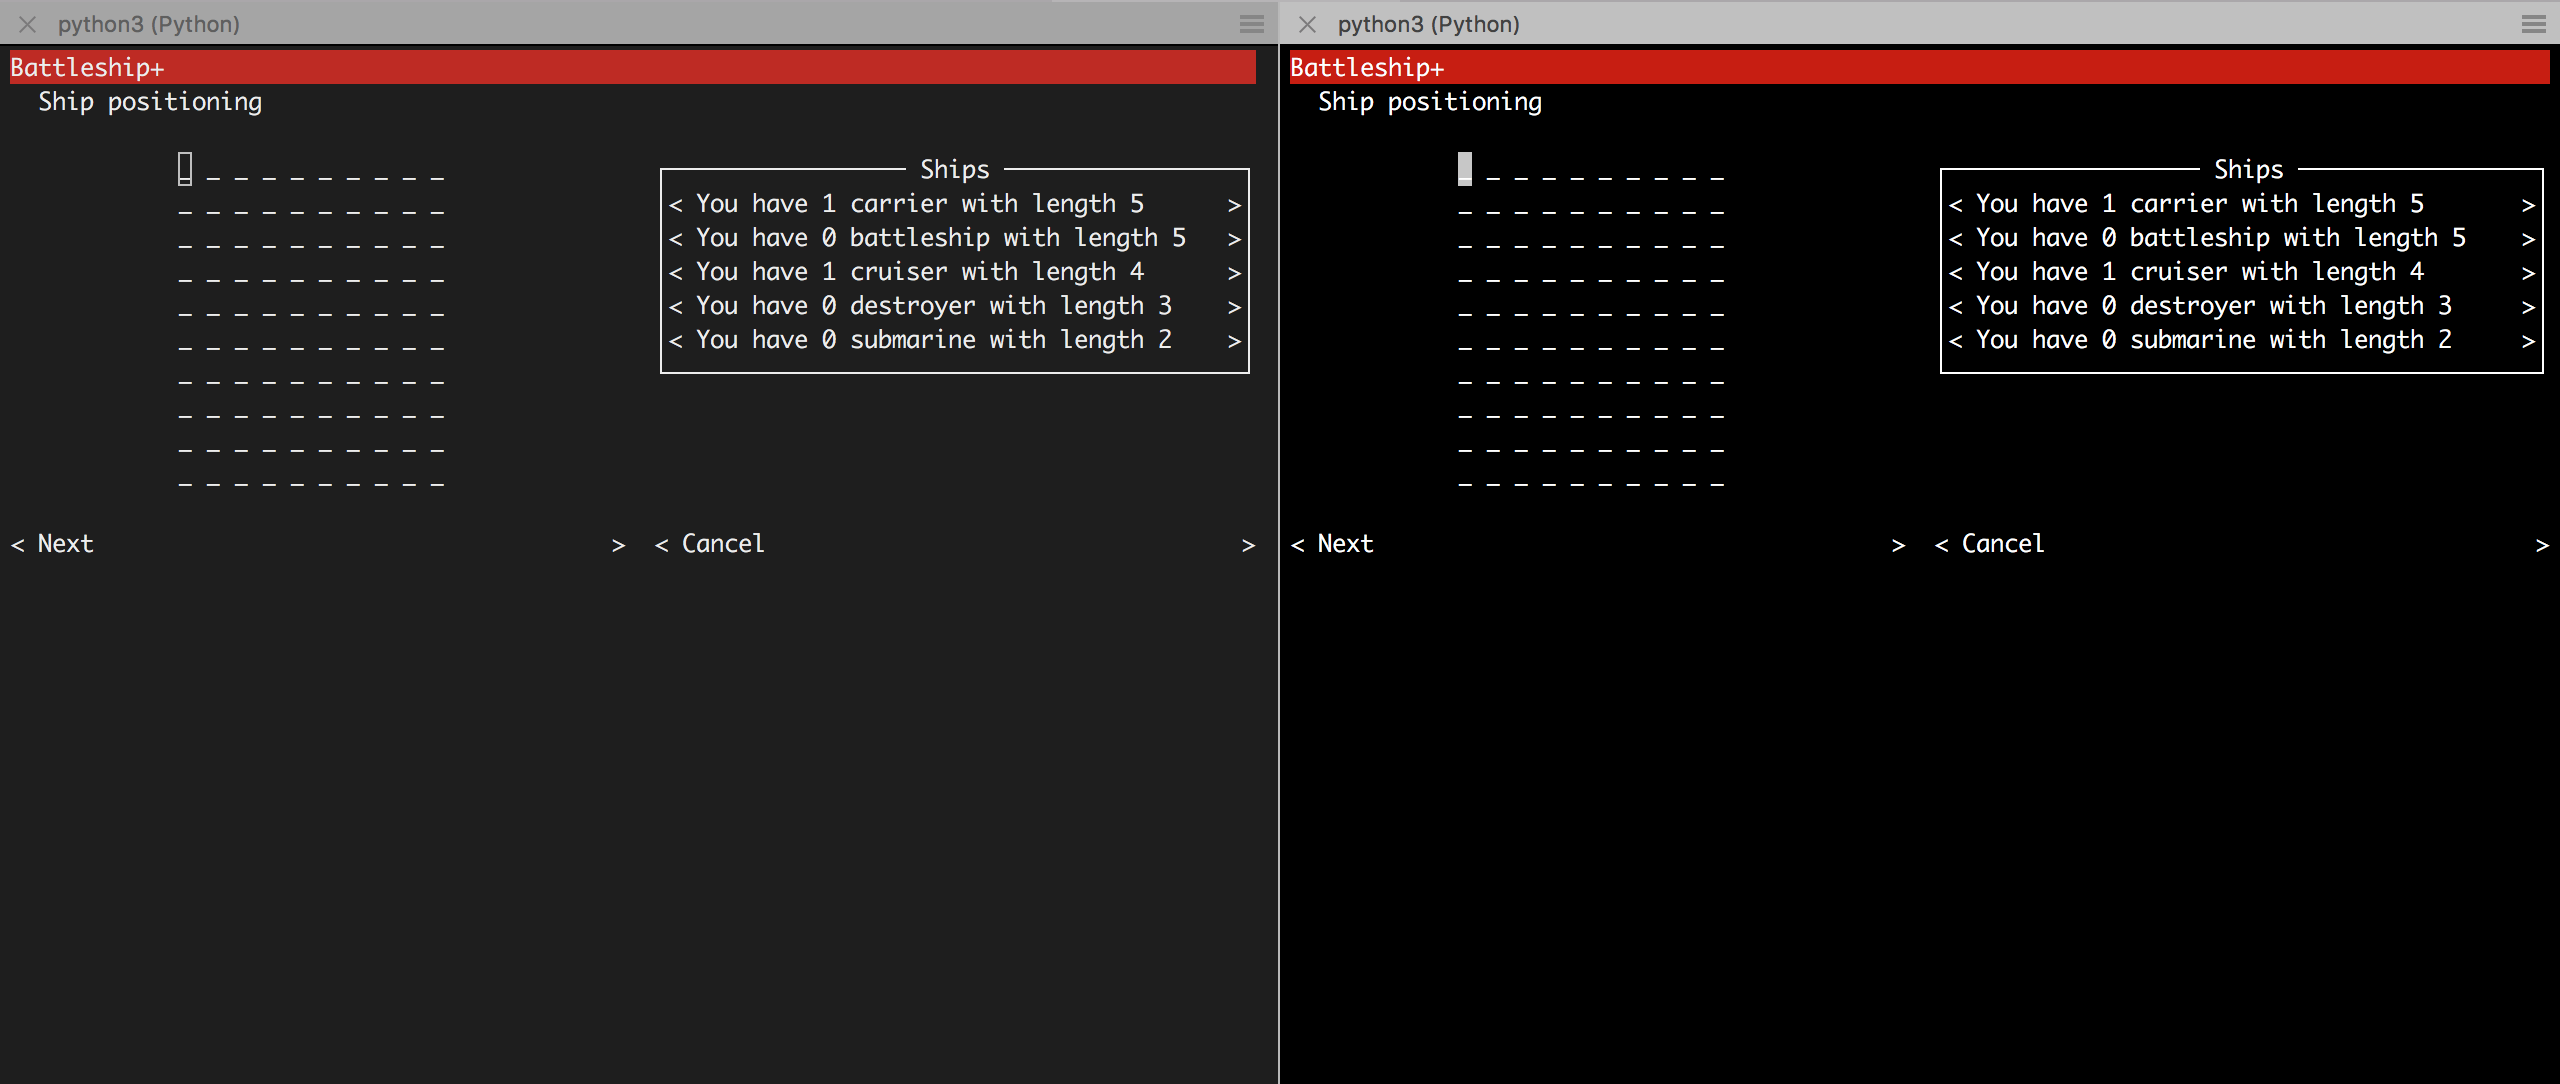 python3 (Python)
Battleship+
Ship positioning
_ _ _ _ _ _ _ _ _ _
_ _ _ _ _ _ _ _ _ _
_ _ _ _ _ _ _ _ _ _
_ _ _ _ _ _ _ _ _ _
_ _ _ _ _ _ _ _ _ _
_ _ _ _ _ _ _ _ _ _
_ _ _ _ _ _ _ _ _ _
_ _ _ _ _ _ _ _ _ _
_ _ _ _ _ _ _ _ _ _
_ _ _ _ _ _ _ _ _ _
Ships
< You have 1 carrier with length 5 >
< You have 0 battleship with length 5 >
< You have 1 cruiser with length 4 >
< You have 0 destroyer with length 3 >
< You have 0 submarine with length 2 >
< Next > < Cancel >
python3 (Python)
Battleship+
Ship positioning
_ _ _ _ _ _ _ _ _ _
_ _ _ _ _ _ _ _ _ _
_ _ _ _ _ _ _ _ _ _
_ _ _ _ _ _ _ _ _ _
_ _ _ _ _ _ _ _ _ _
_ _ _ _ _ _ _ _ _ _
_ _ _ _ _ _ _ _ _ _
_ _ _ _ _ _ _ _ _ _
_ _ _ _ _ _ _ _ _ _
_ _ _ _ _ _ _ _ _ _
Ships
< You have 1 carrier with length 5 >
< You have 0 battleship with length 5 >
< You have 1 cruiser with length 4 >
< You have 0 destroyer with length 3 >
< You have 0 submarine with length 2 >
< Next > < Cancel >